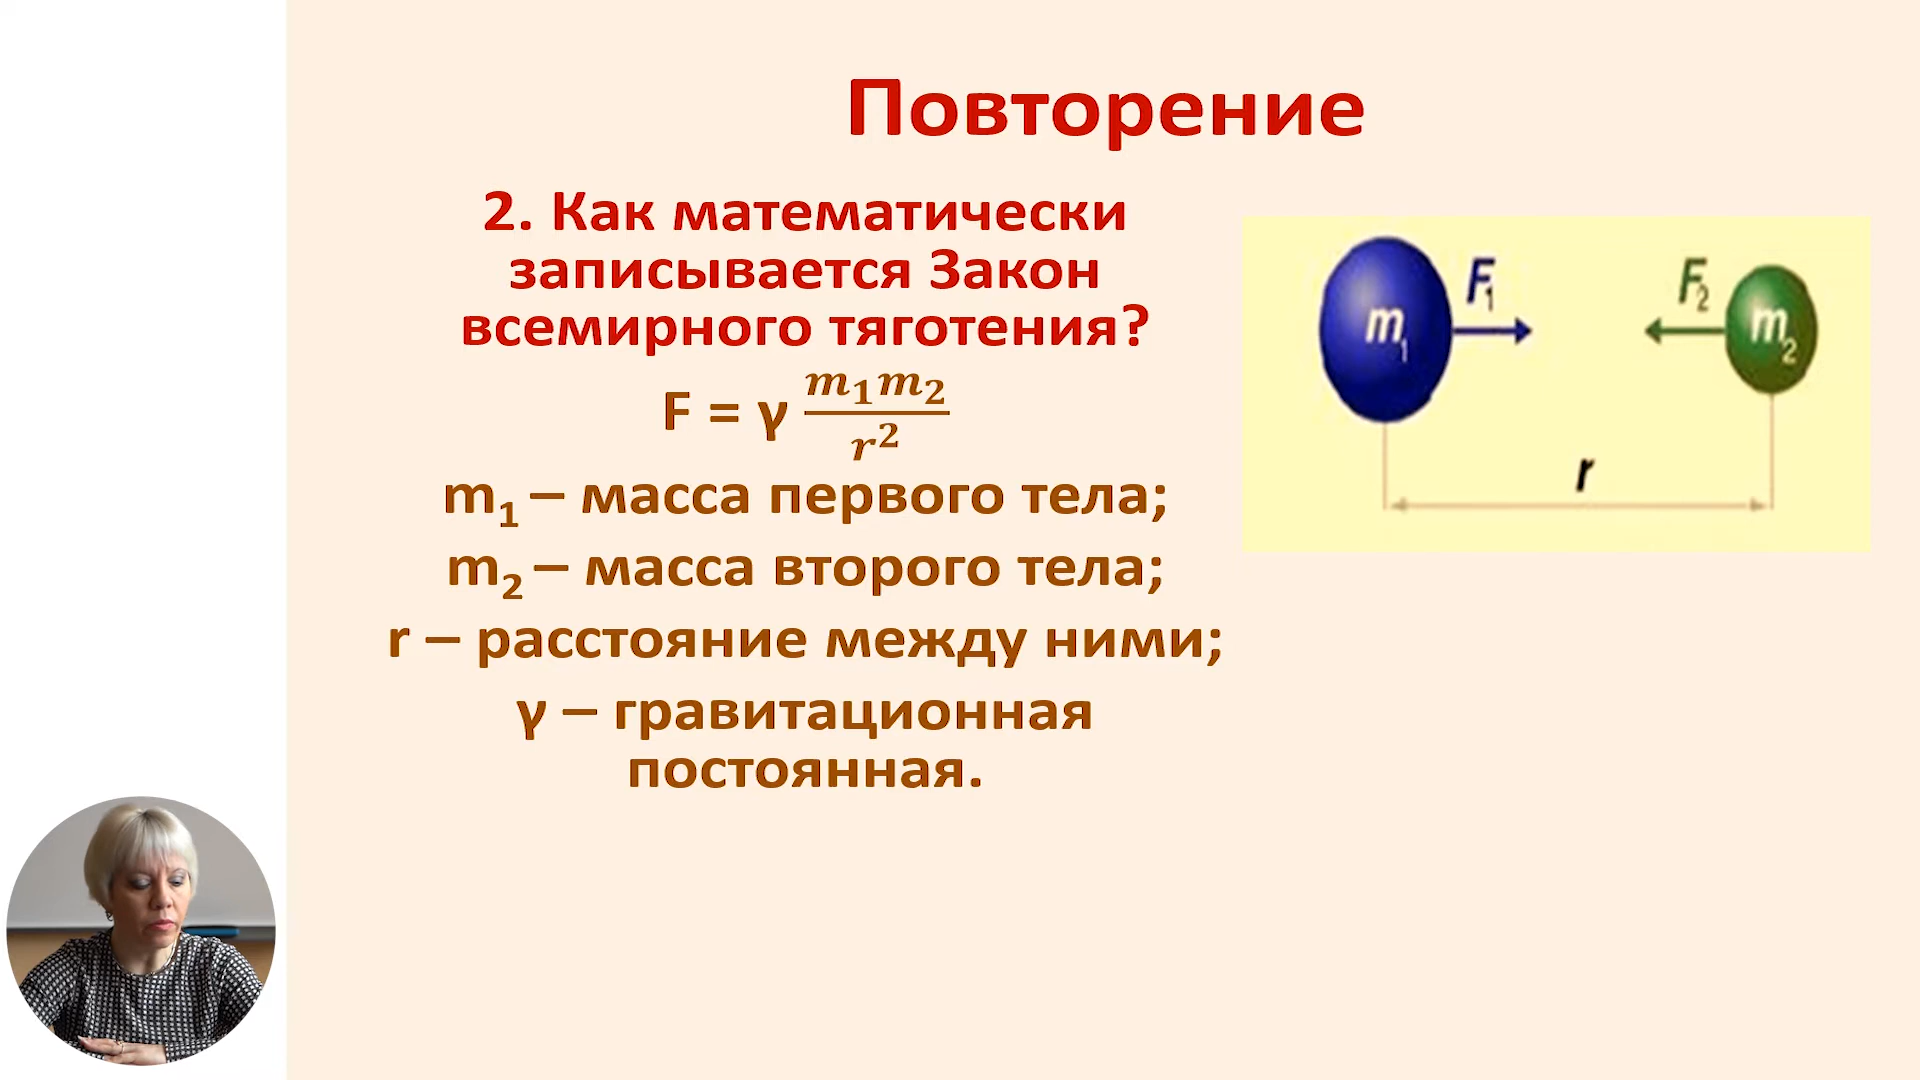 Повторение
2. Как математически
записывается Закон
всемирного тяготения?
F = γ m₁m₂/r²
m₁ – масса первого тела;
m₂ – масса второго тела;
r – расстояние между ними;
γ – гравитационная
постоянная.
m₁ F₁ F₂ m₂
r